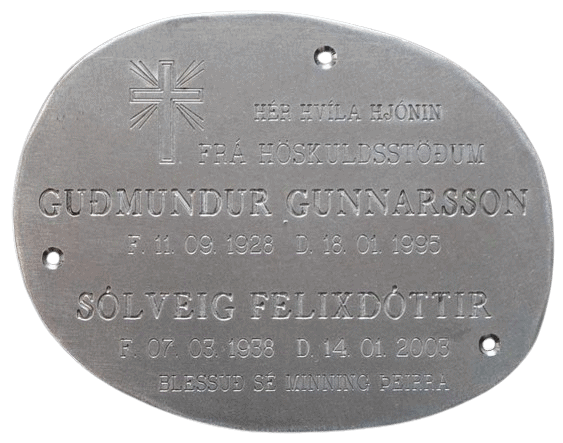 HÉR HVÍLA HJÓNIN
FRÁ HÖSKULDSSTÖÐUM
GUÐMUNDUR GUNNARSSON
F. 11. 09. 1928 D. 18. 01. 1995
SÓLVEIG FELIXDÓTTIR
F. 07. 03. 1938 D. 14. 01. 2003
BLESSUÐ SÉ MINNING ÞEIRRA